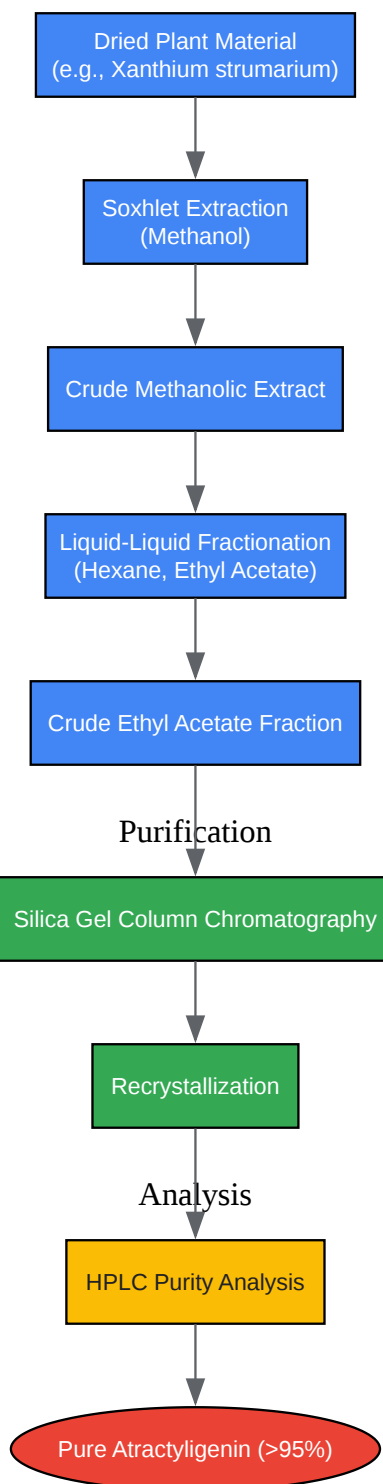 Dried Plant Material
(e.g., Xanthium strumarium)
Soxhlet Extraction
(Methanol)
Crude Methanolic Extract
Liquid-Liquid Fractionation
(Hexane, Ethyl Acetate)
Crude Ethyl Acetate Fraction
Purification
Silica Gel Column Chromatography
Recrystallization
Analysis
HPLC Purity Analysis
Pure Atractyligenin (>95%)